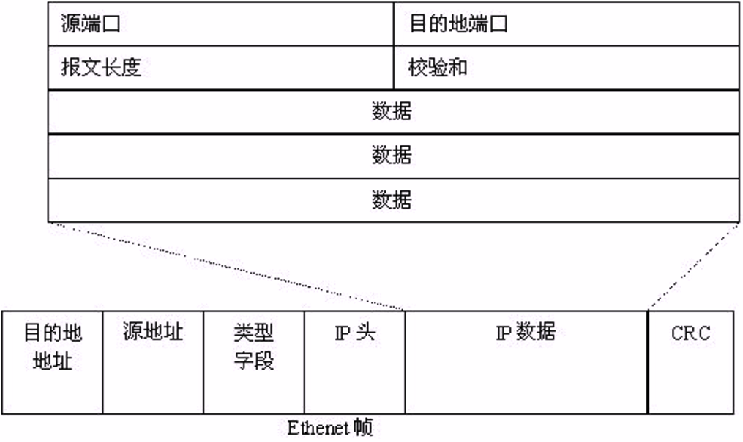 源端口 目的地端口
报文长度 校验和
数据
数据
数据
目的地 源地址 类型 IP 头 IP 数据 CRC
地址 字段
Ethenet 帧